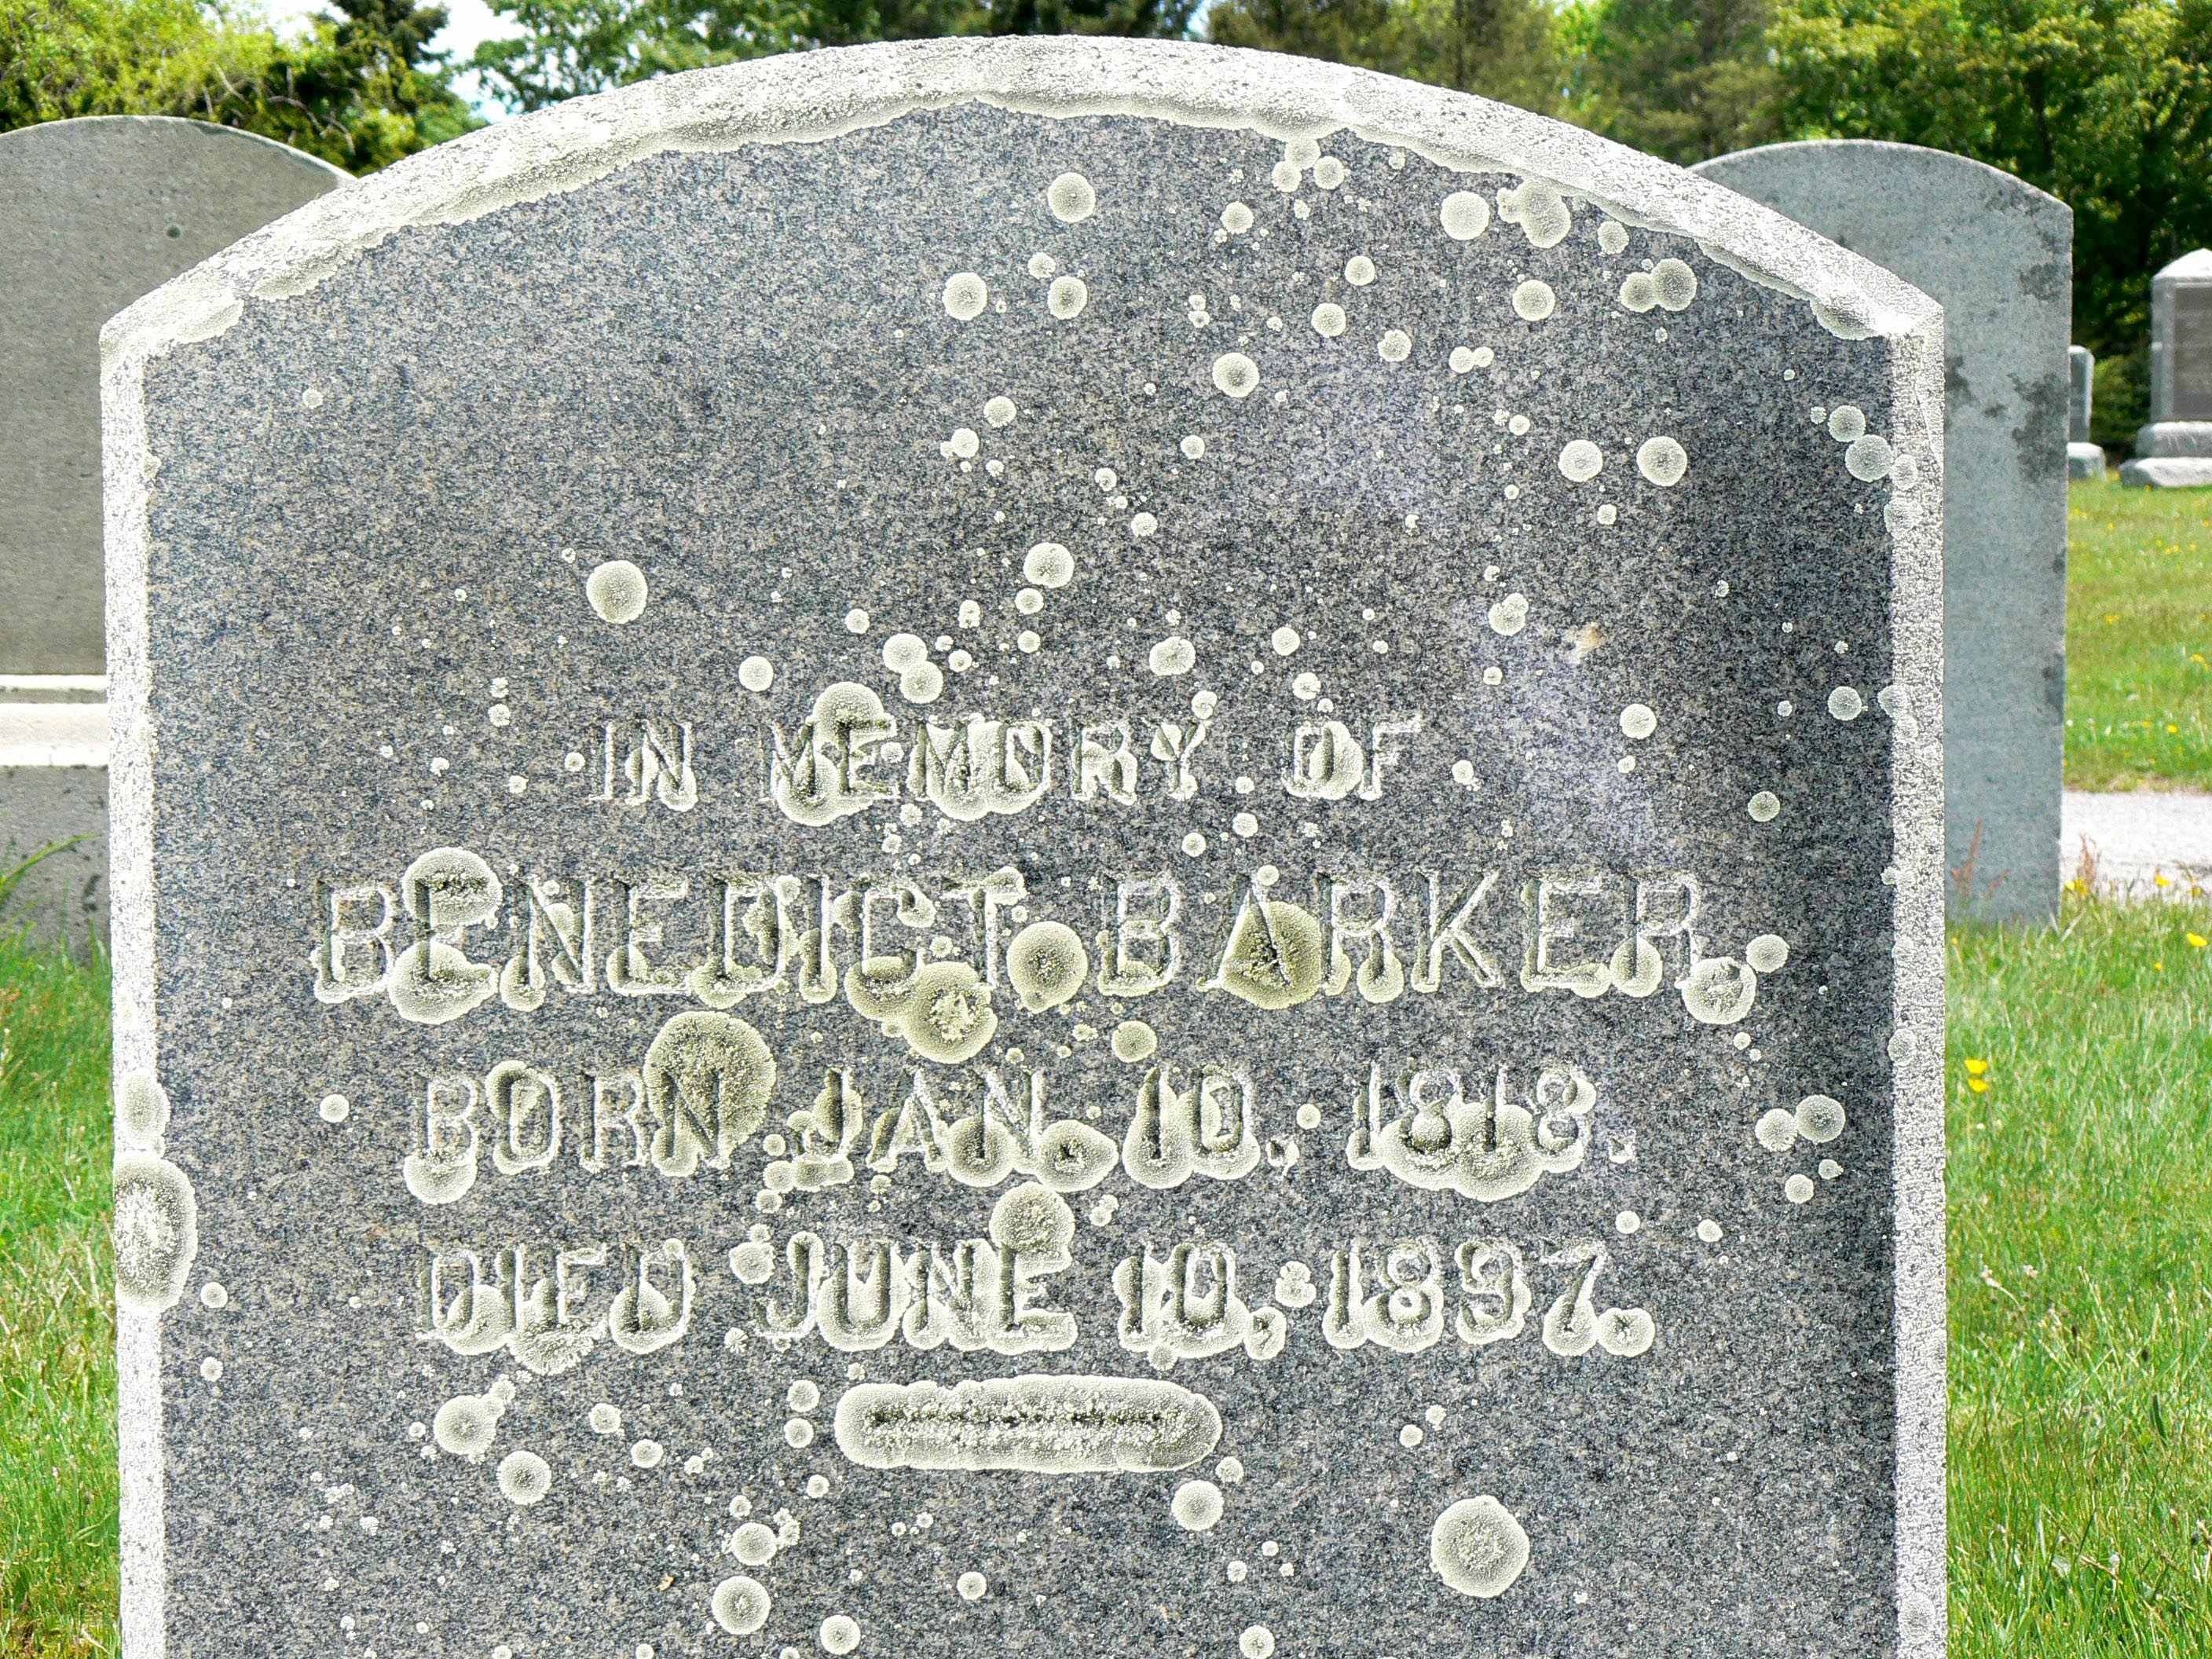 IN MEMORY OF
BENEDICT BARKER,
BORN JAN. 10, 1818.
DIED JUNE 10, 1897.